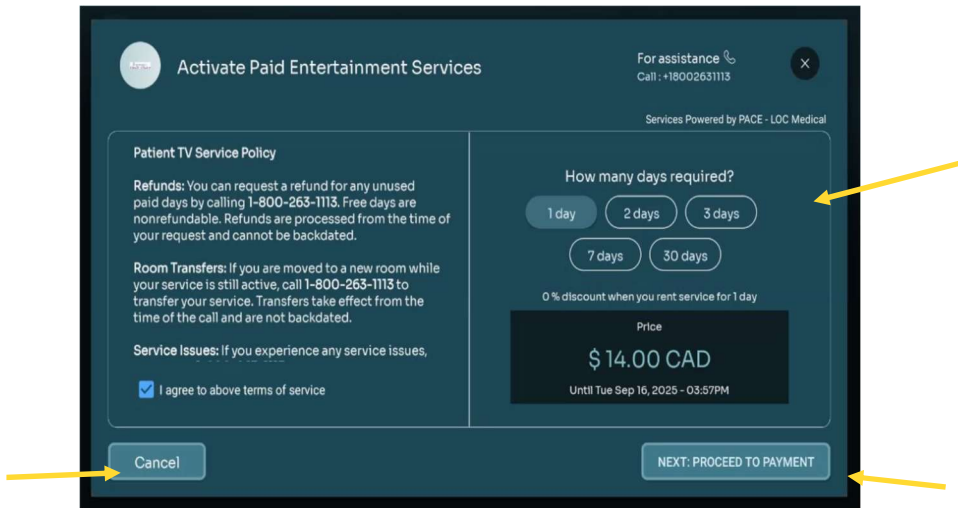 Activate Paid Entertainment Services
For assistance
Call : +18002631113
Services Powered by PACE - LOC Medical
Patient TV Service Policy
Refunds: You can request a refund for any unused
paid days by calling 1-800-263-1113. Free days are
nonrefundable. Refunds are processed from the time of
your request and cannot be backdated.
Room Transfers: If you are moved to a new room while
your service is still active, call 1-800-263-1113 to
transfer your service. Transfers take effect from the
time of the call and are not backdated.
Service Issues: If you experience any service issues,
I agree to above terms of service
How many days required?
1 day
2 days
3 days
7 days
30 days
0 % discount when you rent service for 1 day
Price
$ 14.00 CAD
Until Tue Sep 16, 2025 - 03:57PM
Cancel
NEXT: PROCEED TO PAYMENT